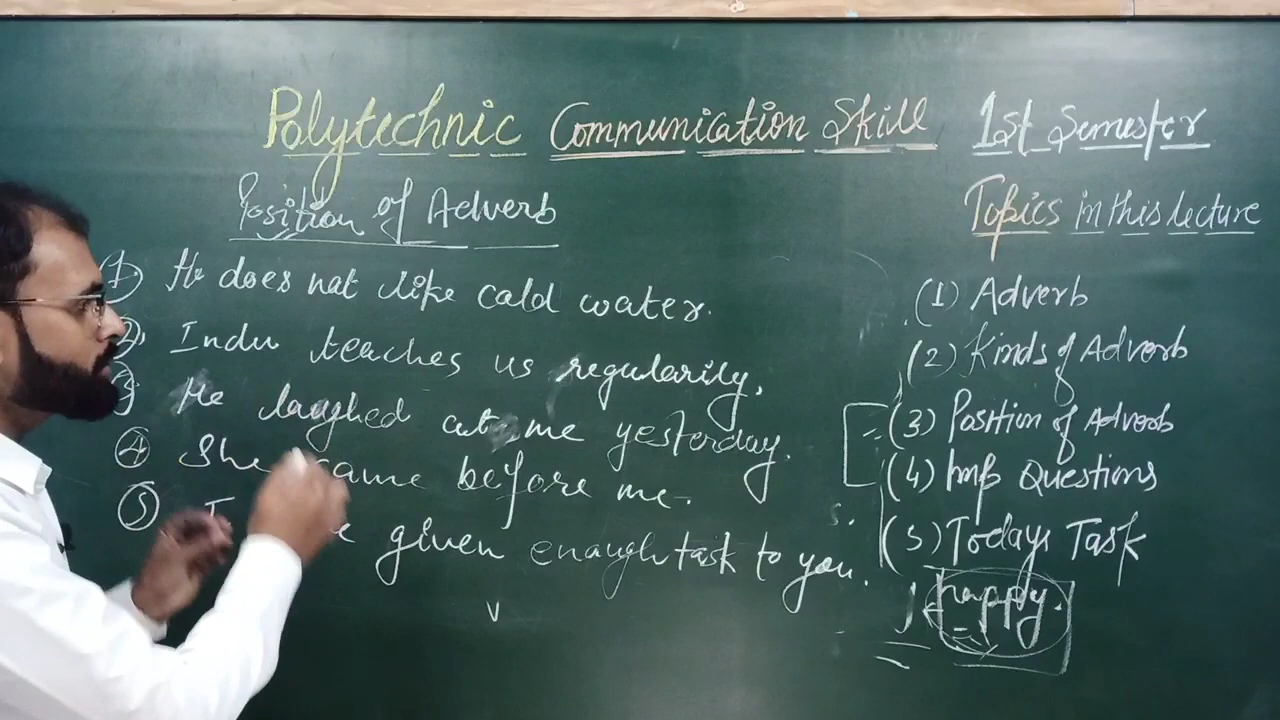 Polytechnic Communication Skill 1st Semester
Position of Adverb
(1) He does not like cold water.
(2) Indu teaches us regularily.
(3) He laughed at me yesterday.
(4) She came before me.
(5) I given enough task to you.
v
Topics in this lecture
(1) Adverb
(2) Kinds of Adverb
(3) Position of Adverb
(4) Imp Questions
(5) Todays Task
happy.